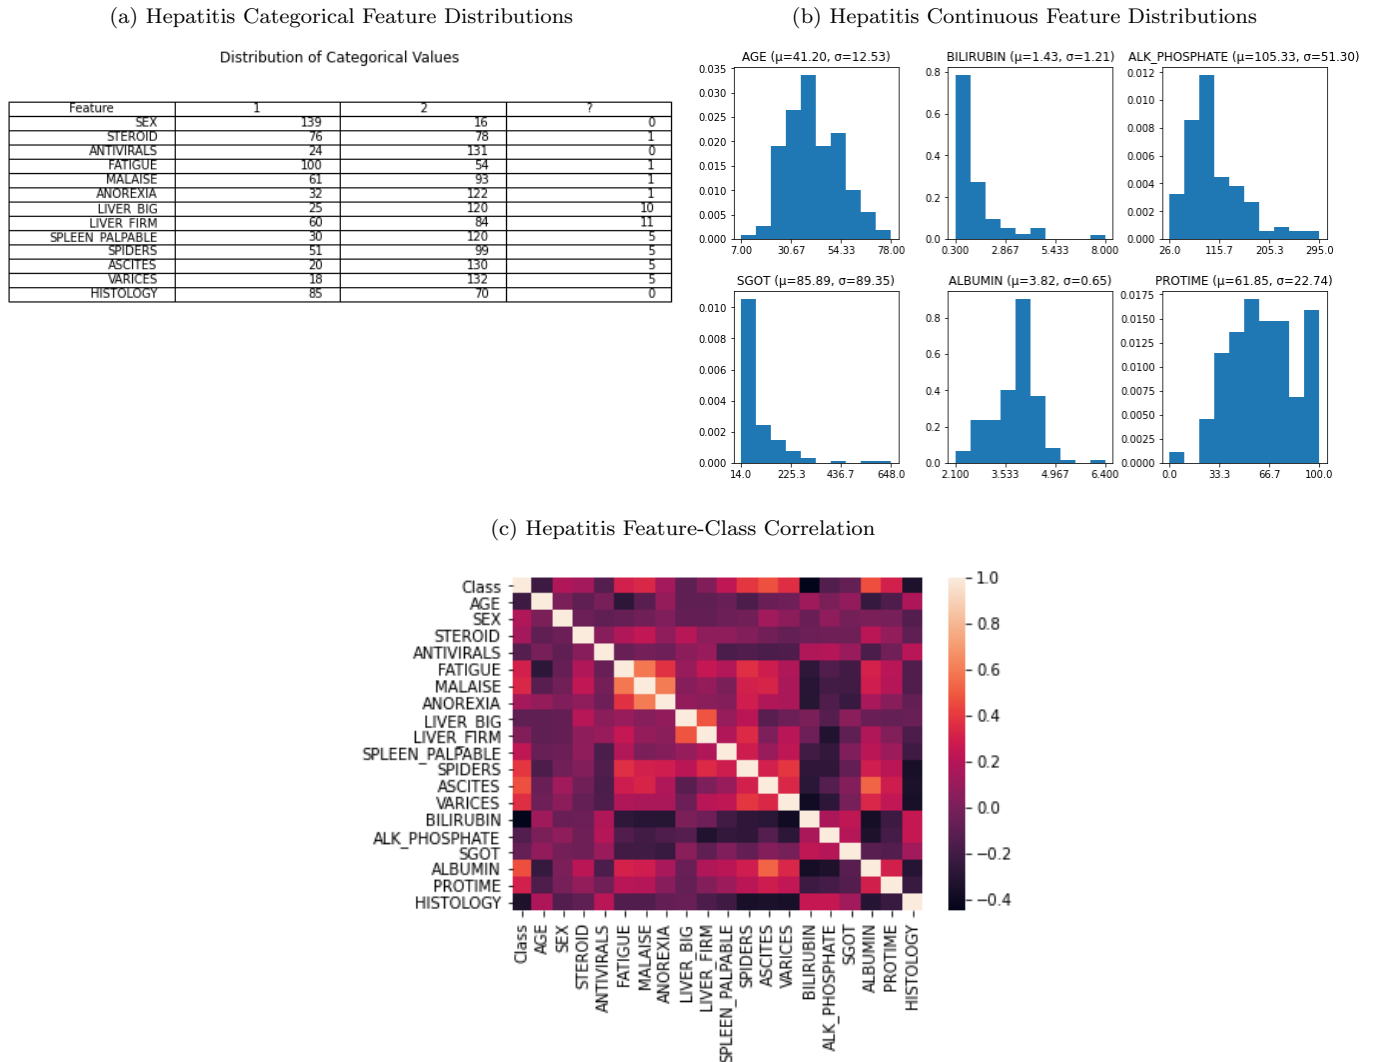 (a) Hepatitis Categorical Feature Distributions
Distribution of Categorical Values
Feature 1 2 ?
SEX 139 16 0
STEROID 76 78 1
ANTIVIRALS 24 131 0
FATIGUE 100 54 1
MALAISE 61 93 1
ANOREXIA 32 122 1
LIVER_BIG 25 120 10
LIVER_FIRM 60 84 11
SPLEEN_PALPABLE 30 120 5
SPIDERS 51 99 5
ASCITES 20 130 5
VARICES 18 132 5
HISTOLOGY 85 70 0
(b) Hepatitis Continuous Feature Distributions
AGE (μ=41.20, σ=12.53)
0.035
0.030
0.025
0.020
0.015
0.010
0.005
0.000
7.00 30.67 54.33 78.00
BILIRUBIN (μ=1.43, σ=1.21)
0.8
0.6
0.4
0.2
0.0
0.300 2.867 5.433 8.000
ALK_PHOSPHATE (μ=105.33, σ=51.30)
0.012
0.010
0.008
0.006
0.004
0.002
0.000
26.0 115.7 205.3 295.0
SGOT (μ=85.89, σ=89.35)
0.010
0.008
0.006
0.004
0.002
0.000
14.0 225.3 436.7 648.0
ALBUMIN (μ=3.82, σ=0.65)
0.8
0.6
0.4
0.2
0.0
2.100 3.533 4.967 6.400
PROTIME (μ=61.85, σ=22.74)
0.0175
0.0150
0.0125
0.0100
0.0075
0.0050
0.0025
0.0000
0.0 33.3 66.7 100.0
(c) Hepatitis Feature-Class Correlation
Class
AGE
SEX
STEROID
ANTIVIRALS
FATIGUE
MALAISE
ANOREXIA
LIVER_BIG
LIVER_FIRM
SPLEEN_PALPABLE
SPIDERS
ASCITES
VARICES
BILIRUBIN
ALK_PHOSPHATE
SGOT
ALBUMIN
PROTIME
HISTOLOGY
Class
AGE
SEX
STEROID
ANTIVIRALS
FATIGUE
MALAISE
ANOREXIA
LIVER_BIG
LIVER_FIRM
SPLEEN_PALPABLE
SPIDERS
ASCITES
VARICES
BILIRUBIN
ALK_PHOSPHATE
SGOT
ALBUMIN
PROTIME
HISTOLOGY
1.0
0.8
0.6
0.4
0.2
0.0
−0.2
−0.4